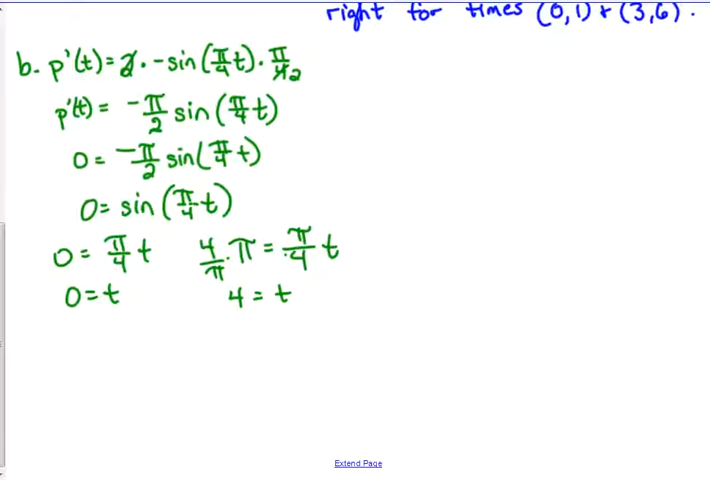 right for times (0,1) + (3,6).
b. p'(t) = 2 · -sin(π/4 t) · π/42
p'(t) = -π/2 sin(π/4 t)
0 = -π/2 sin(π/4 t)
0 = sin(π/4 t)
0 = π/4 t    4/π · π = π/4 t
0 = t    4 = t
Extend Page